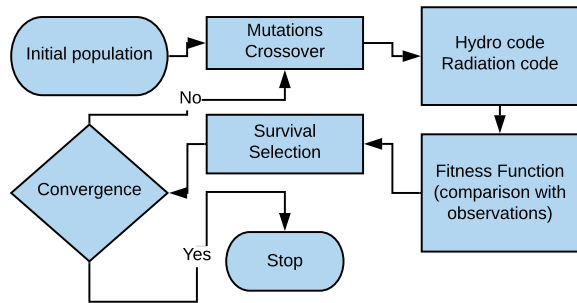 Initial population
Mutations
Crossover
Hydro code
Radiation code
Fitness Function
(comparison with
observations)
Survival
Selection
Convergence
No
Yes
Stop